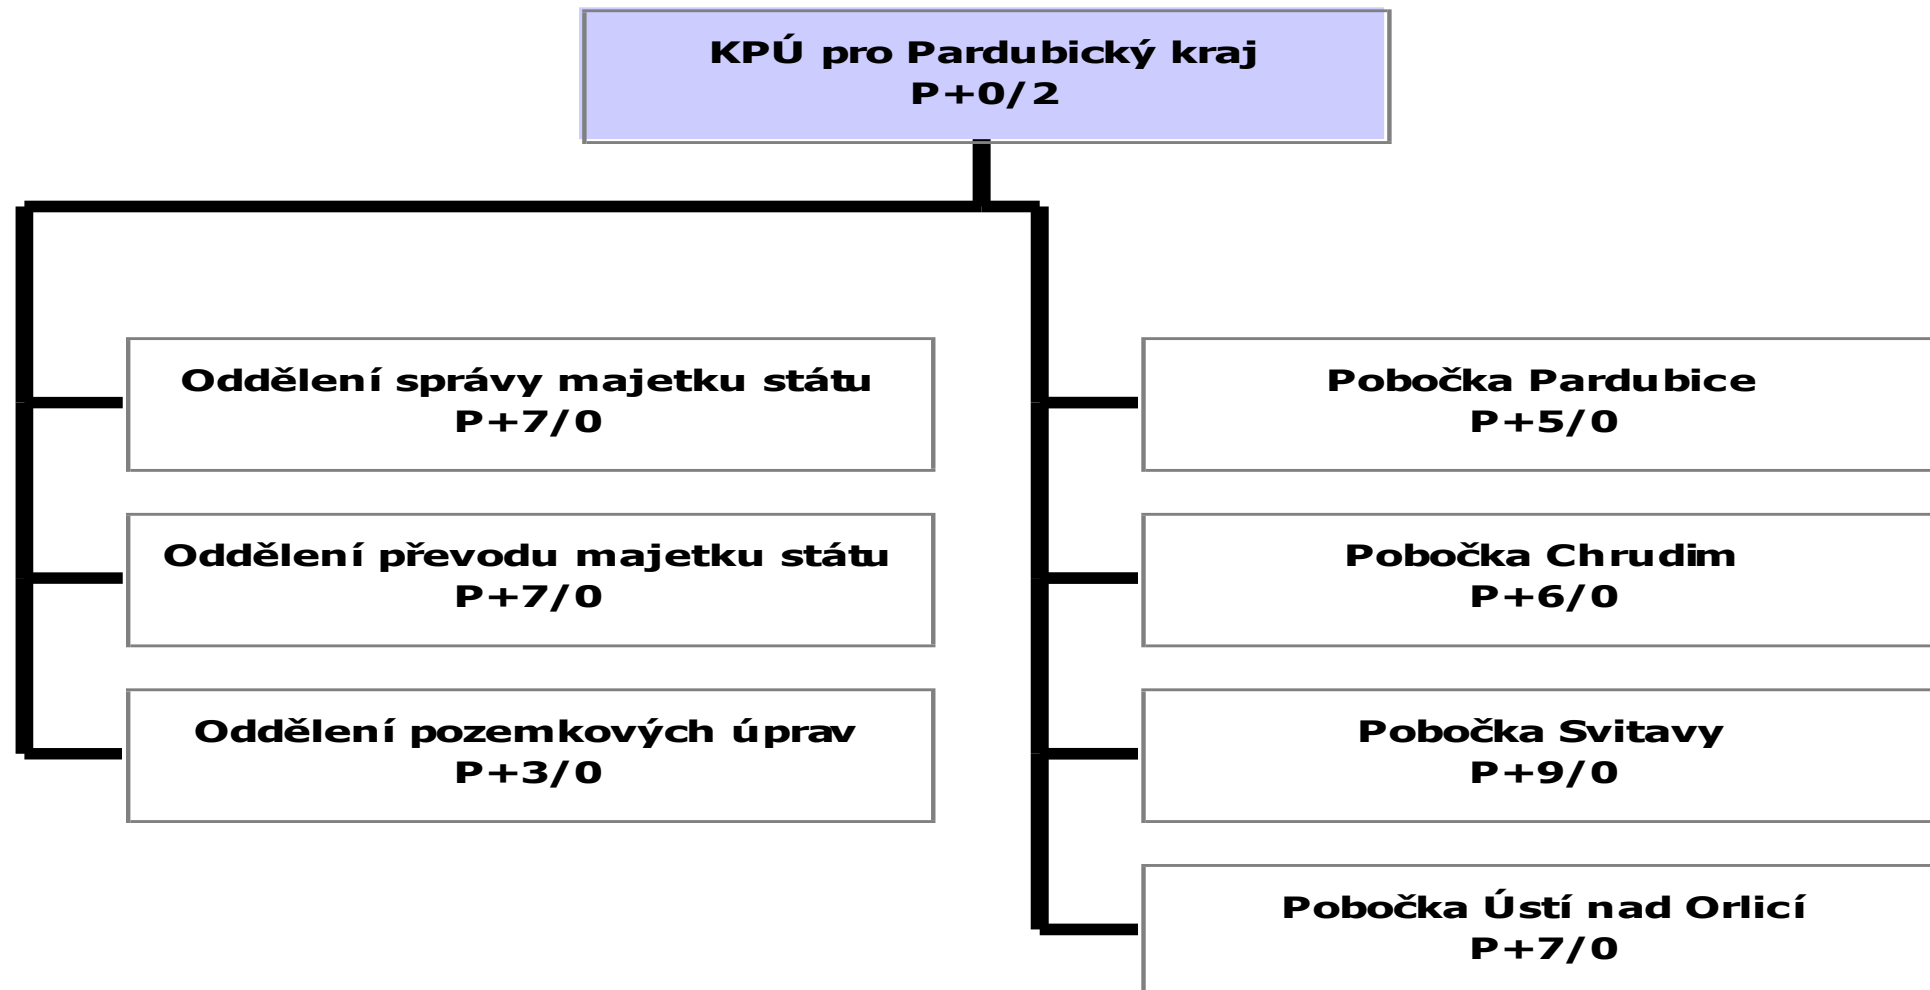 KPÚ pro Pardubický kraj
P+0/2
Oddělení správy majetku státu
P+7/0
Oddělení převodu majetku státu
P+7/0
Oddělení pozemkových úprav
P+3/0
Pobočka Pardubice
P+5/0
Pobočka Chrudim
P+6/0
Pobočka Svitavy
P+9/0
Pobočka Ústí nad Orlicí
P+7/0